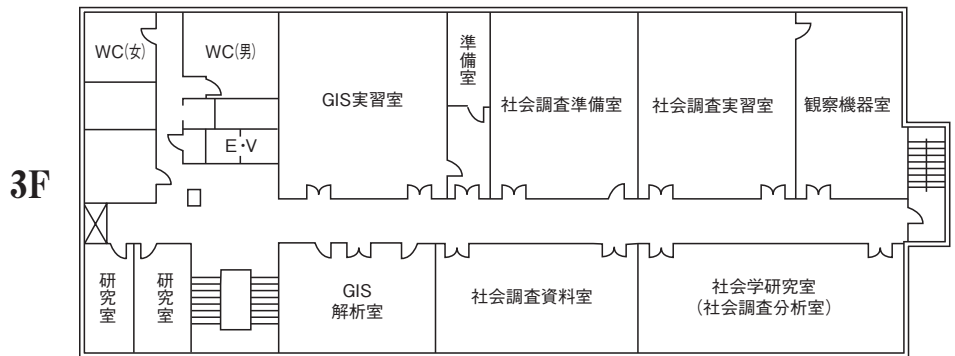 3F
WC(女)
WC(男)
GIS実習室
準備室
社会調査準備室
社会調査実習室
観察機器室
E・V
研究室
研究室
GIS
解析室
社会調査資料室
社会学研究室
(社会調査分析室)